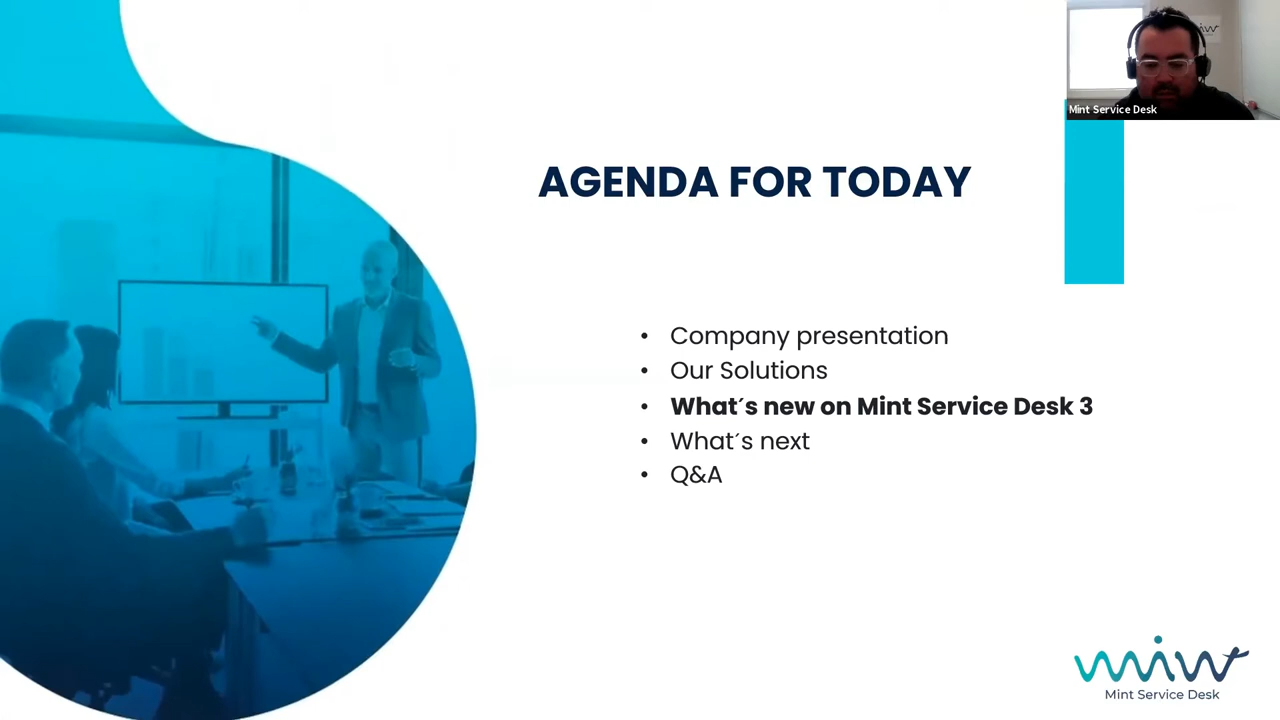 Mint Service Desk
AGENDA FOR TODAY
• Company presentation
• Our Solutions
• What´s new on Mint Service Desk 3
• What´s next
• Q&A
mint
Mint Service Desk